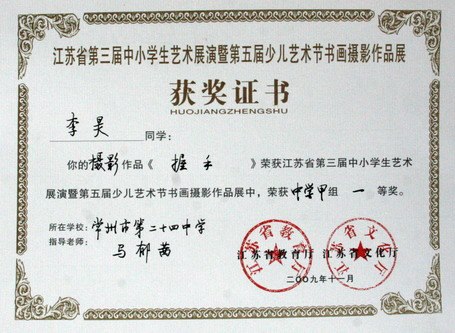 江苏省第三届中小学生艺术展演暨第五届少儿艺术节书画摄影作品展
获奖证书
HUOJIANGZHENGSHU
李昊 同学：
你的摄影作品《 握手 》荣获江苏省第三届中小学生艺术
展演暨第五届少儿艺术节书画摄影作品展中，荣获中学甲组 一 等奖。
所在学校：常州市第二十四中学
指导老师：马郁茜
江苏省教育厅 江苏省文化厅
二〇〇九年十一月